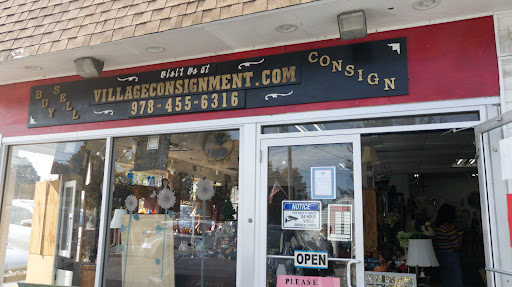 Visit Us At
BUY SELL
VILLAGECONSIGNMENT.COM
CONSIGN
978-455-6316
NOTICE
OPEN
PLEASE